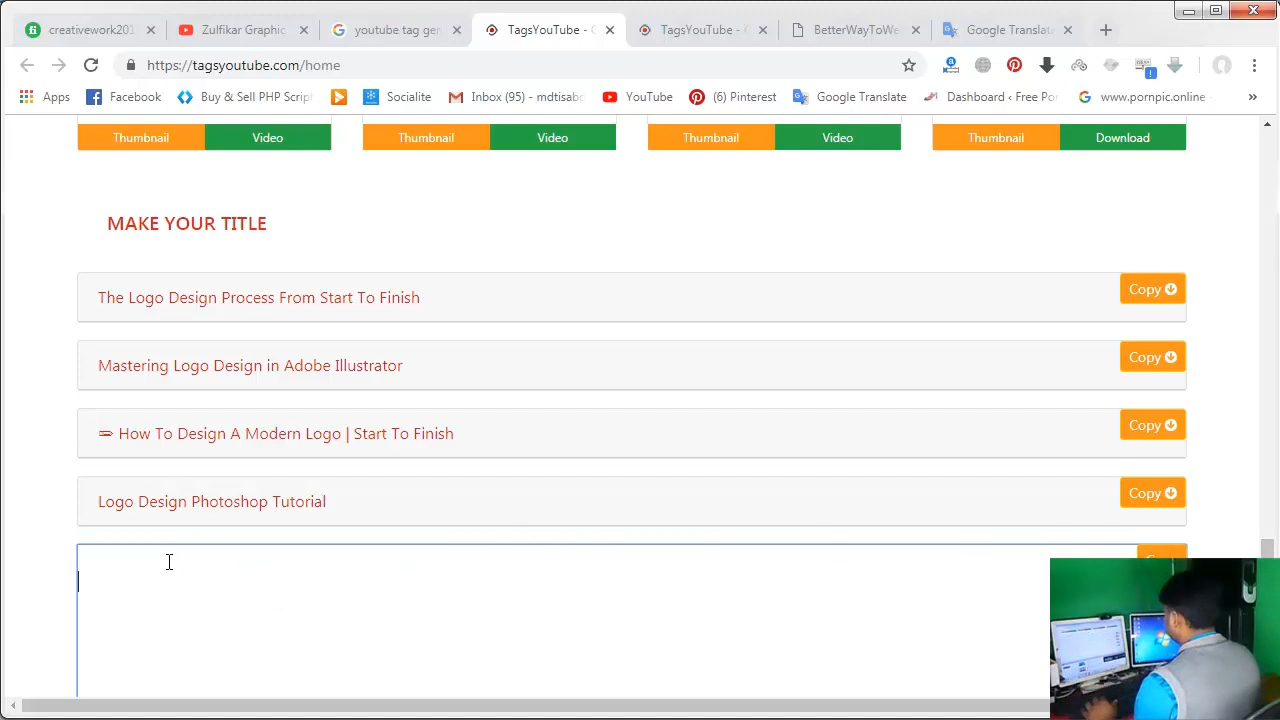 creativework201
Zulfikar Graphic
youtube tag gen
TagsYouTube - 
TagsYouTube - 
BetterWayToWe
Google Translate
https://tagsyoutube.com/home
Apps
Facebook
Buy & Sell PHP Script
Socialite
Inbox (95) - mdtisab
YouTube
(6) Pinterest
Google Translate
Dashboard ‹ Free Por
www.pornpic.online
»
Thumbnail
Video
Thumbnail
Video
Thumbnail
Video
Thumbnail
Download
MAKE YOUR TITLE
The Logo Design Process From Start To Finish
Copy
Mastering Logo Design in Adobe Illustrator
Copy
How To Design A Modern Logo | Start To Finish
Copy
Logo Design Photoshop Tutorial
Copy